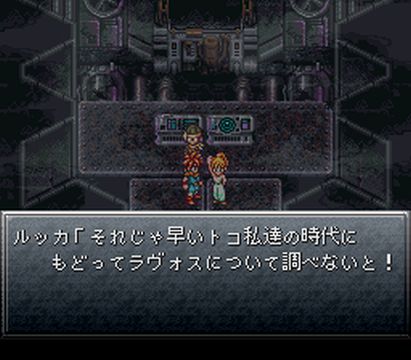 ルッカ「それじゃ早いトコ私達の時代に
もどってラヴォスについて調べないと！